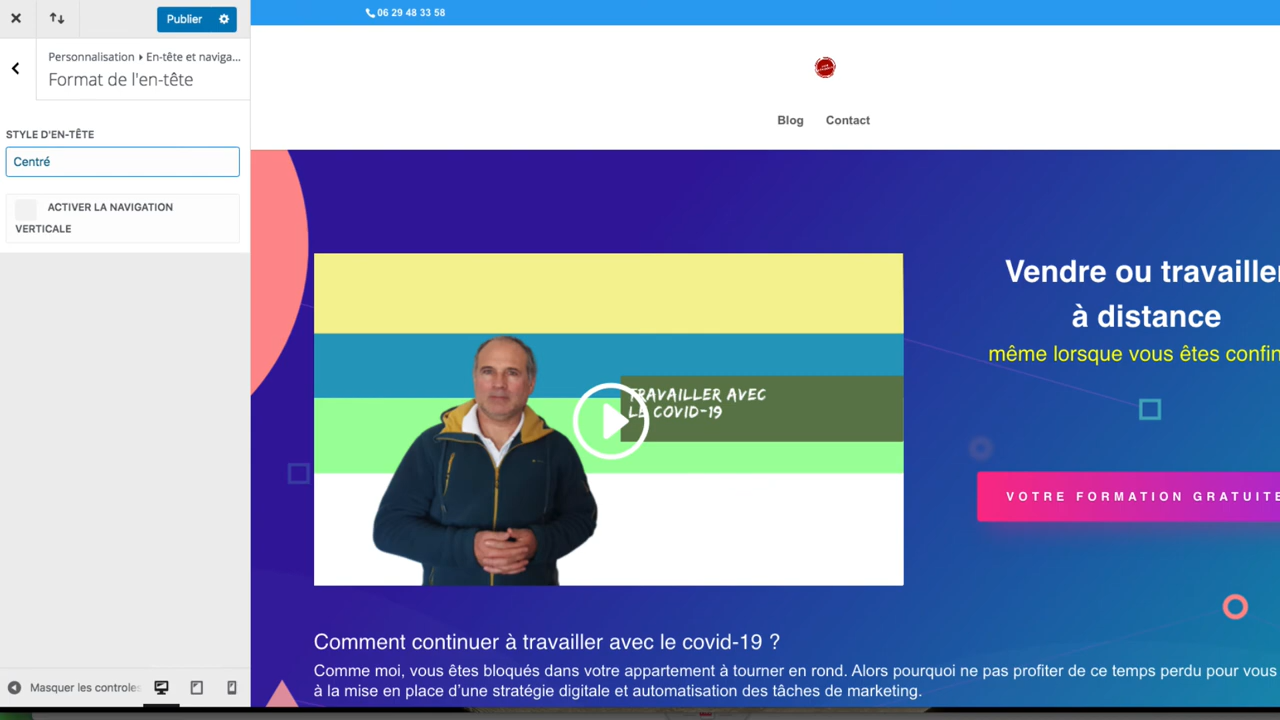 Publier
Personnalisation ▸ En-tête et naviga...
Format de l'en-tête
STYLE D'EN-TÊTE
Centré
ACTIVER LA NAVIGATION
VERTICALE
Masquer les controles
06 29 48 33 58
Blog Contact
TRAVAILLER AVEC
LE COVID-19
Vendre ou travailler
à distance
même lorsque vous êtes confin
VOTRE FORMATION GRATUITE
Comment continuer à travailler avec le covid-19 ?
Comme moi, vous êtes bloqués dans votre appartement à tourner en rond. Alors pourquoi ne pas profiter de ce temps perdu pour vous
à la mise en place d'une stratégie digitale et automatisation des tâches de marketing.